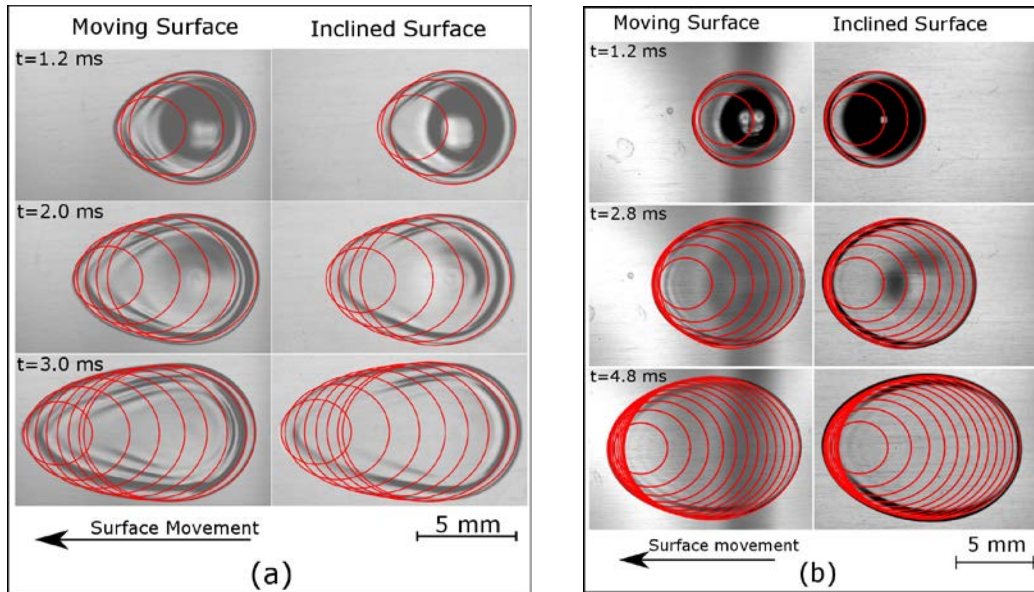 Moving Surface
Inclined Surface
t=1.2 ms
t=2.0 ms
t=3.0 ms
Surface Movement
5 mm
(a)
Moving Surface
Inclined Surface
t=1.2 ms
t=2.8 ms
t=4.8 ms
Surface movement
5 mm
(b)